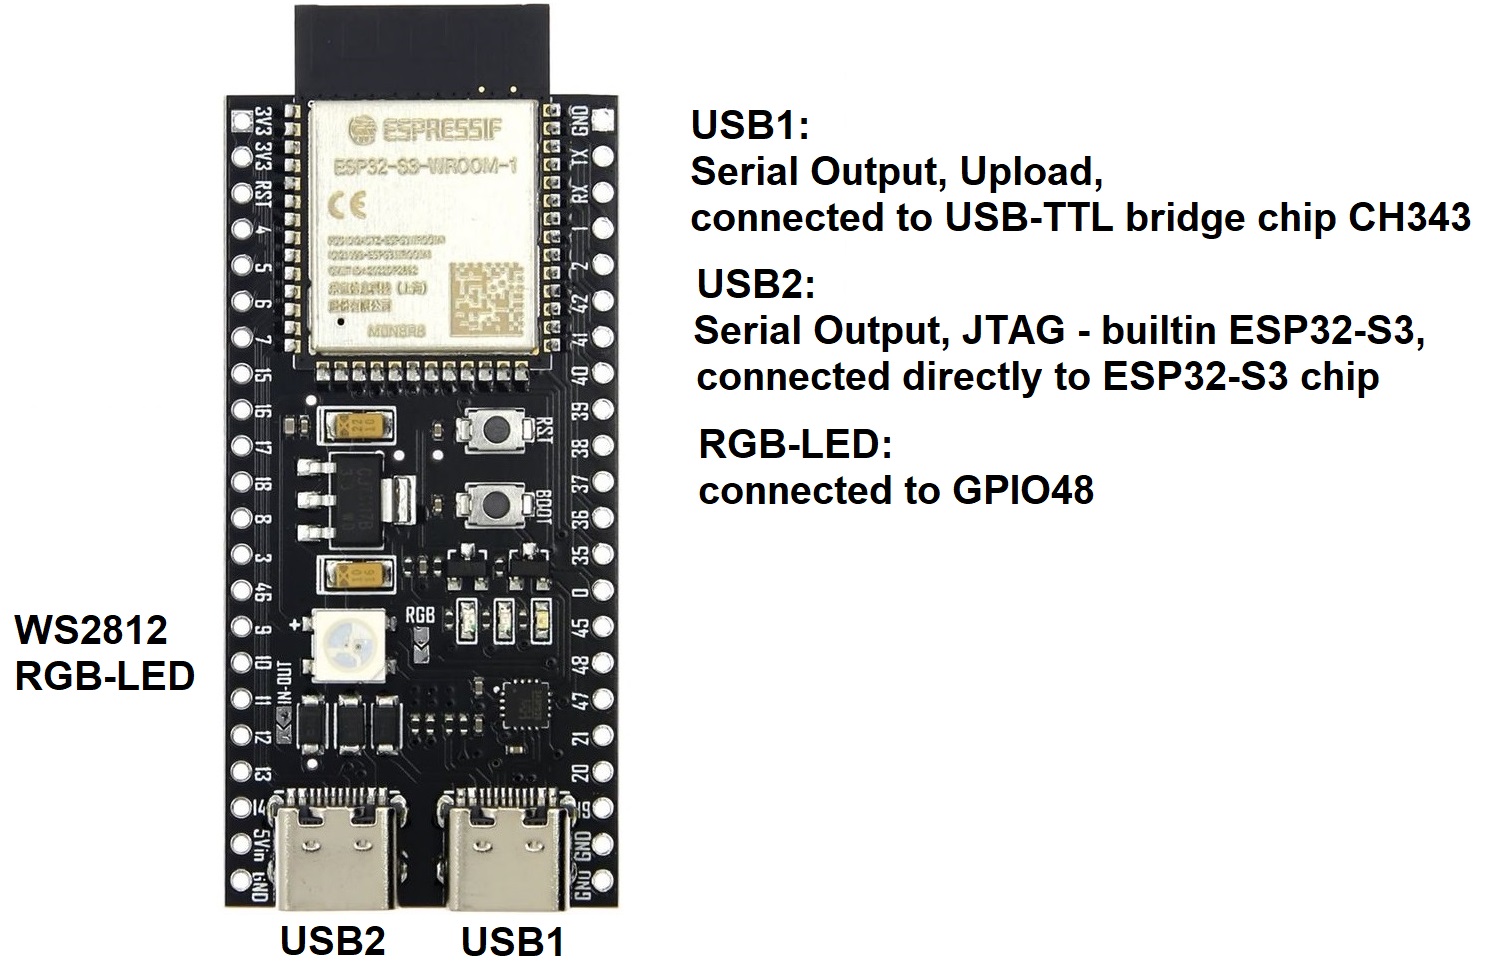 USB1:
Serial Output, Upload,
connected to USB-TTL bridge chip CH343
USB2:
Serial Output, JTAG - builtin ESP32-S3,
connected directly to ESP32-S3 chip
RGB-LED:
connected to GPIO48
WS2812
RGB-LED
USB2
USB1
ESPRESSIF
ESP32-S3-WROOM-1
CE
3V3
3V3
RST
4
5
6
7
15
16
17
18
8
3
46
9
10
11
12
13
14
5Vin
GND
GND
TX
RX
1
2
42
41
40
39
38
37
36
35
0
45
48
47
21
20
19
GND
GND
RST
BOOT
RGB
+
IN-OUT